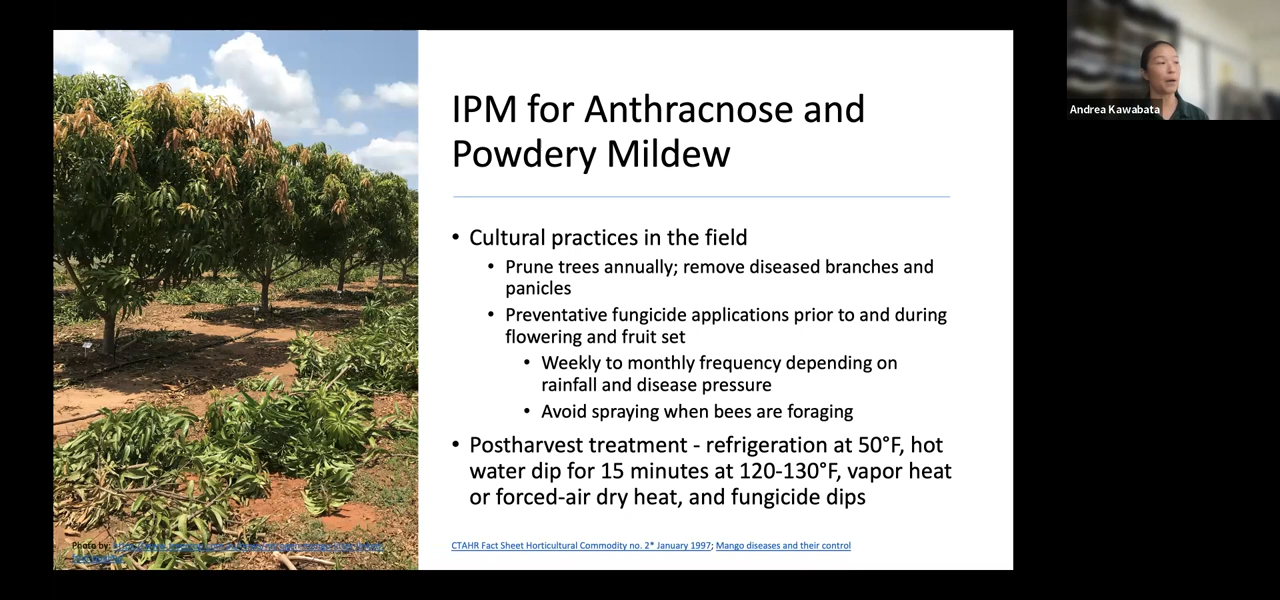 IPM for Anthracnose and
Powdery Mildew
• Cultural practices in the field
• Prune trees annually; remove diseased branches and
panicles
• Preventative fungicide applications prior to and during
flowering and fruit set
• Weekly to monthly frequency depending on
rainfall and disease pressure
• Avoid spraying when bees are foraging
• Postharvest treatment - refrigeration at 50°F, hot
water dip for 15 minutes at 120-130°F, vapor heat
or forced-air dry heat, and fungicide dips
Photo by:
CTAHR Fact Sheet Horticultural Commodity no. 2* January 1997; Mango diseases and their control
Andrea Kawabata